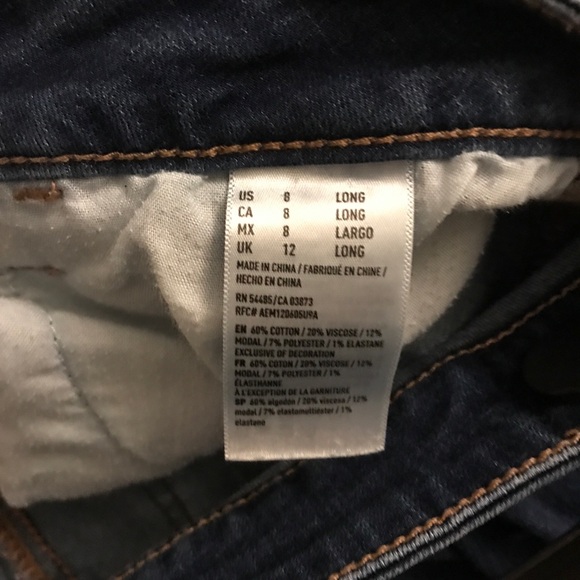 US 8 LONG
CA 8 LONG
MX 8 LARGO
UK 12 LONG
MADE IN CHINA / FABRIQUÉ EN CHINE /
HECHO EN CHINA
RN 54485/CA 03873
RFC# AEM120605U9A
EN 60% COTTON / 20% VISCOSE / 12%
MODAL / 7% POLYESTER / 1% ELASTANE
EXCLUSIVE OF DECORATION
FR 60% COTON / 20% VISCOSE / 12%
MODAL / 7% POLYESTER / 1%
ÉLASTHANNE
À L'EXCEPTION DE LA GARNITURE
SP 60% algodón / 20% viscosa / 12%
modal / 7% elastomultiéster / 1%
elastano